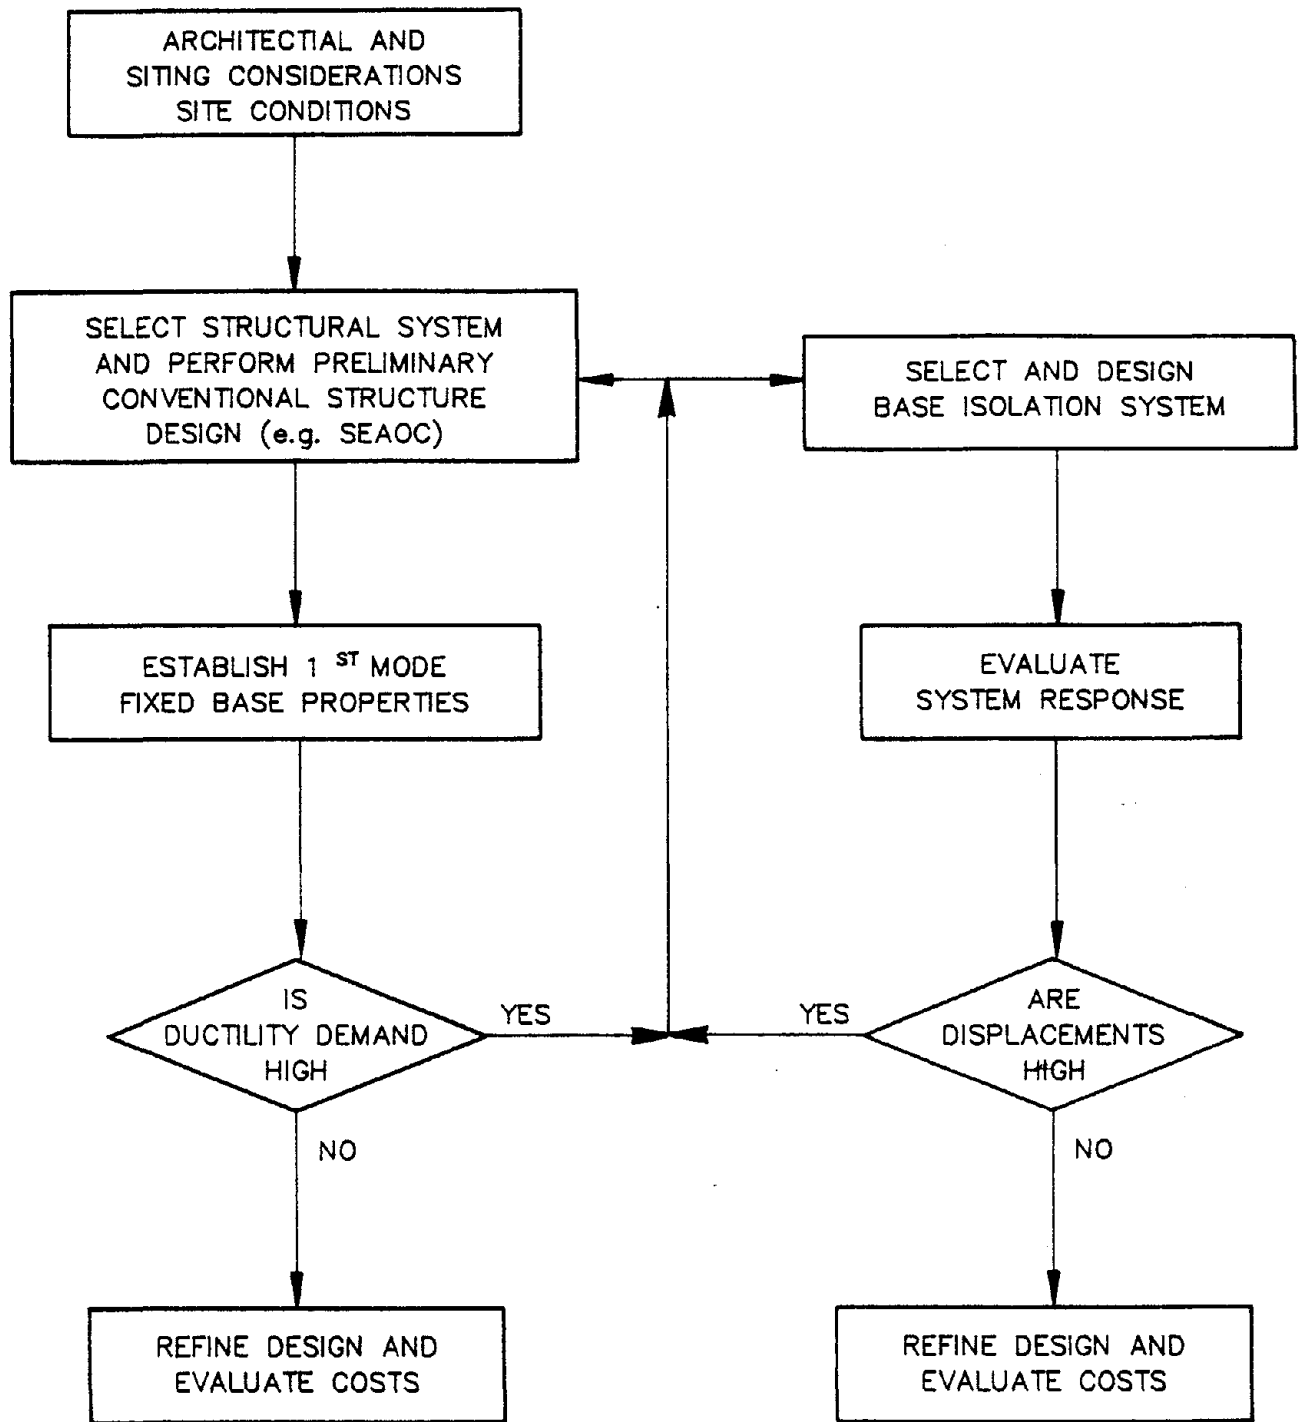 ARCHITECTIAL AND
SITING CONSIDERATIONS
SITE CONDITIONS
SELECT STRUCTURAL SYSTEM
AND PERFORM PRELIMINARY
CONVENTIONAL STRUCTURE
DESIGN (e.g. SEAOC)
SELECT AND DESIGN
BASE ISOLATION SYSTEM
ESTABLISH 1 ST MODE
FIXED BASE PROPERTIES
EVALUATE
SYSTEM RESPONSE
IS
DUCTILITY DEMAND
HIGH
YES
YES
ARE
DISPLACEMENTS
HIGH
NO
NO
REFINE DESIGN AND
EVALUATE COSTS
REFINE DESIGN AND
EVALUATE COSTS